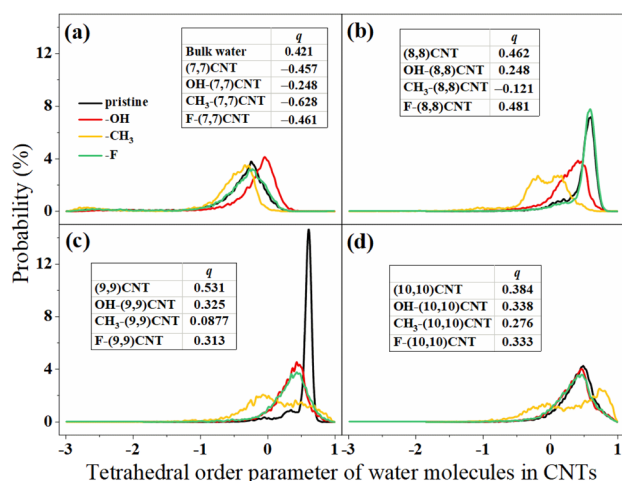 (a)
q
Bulk water 0.421
(7,7)CNT −0.457
OH-(7,7)CNT −0.248
CH₃-(7,7)CNT −0.628
F-(7,7)CNT −0.461
pristine
-OH
-CH₃
-F
(b)
q
(8,8)CNT 0.462
OH-(8,8)CNT 0.248
CH₃-(8,8)CNT −0.121
F-(8,8)CNT 0.481
(c)
q
(9,9)CNT 0.531
OH-(9,9)CNT 0.325
CH₃-(9,9)CNT 0.0877
F-(9,9)CNT 0.313
(d)
q
(10,10)CNT 0.384
OH-(10,10)CNT 0.338
CH₃-(10,10)CNT 0.276
F-(10,10)CNT 0.333
Probability (%)
12
8
4
0
12
8
4
0
-3 -2 -1 0 1
-3 -2 -1 0 1
Tetrahedral order parameter of water molecules in CNTs